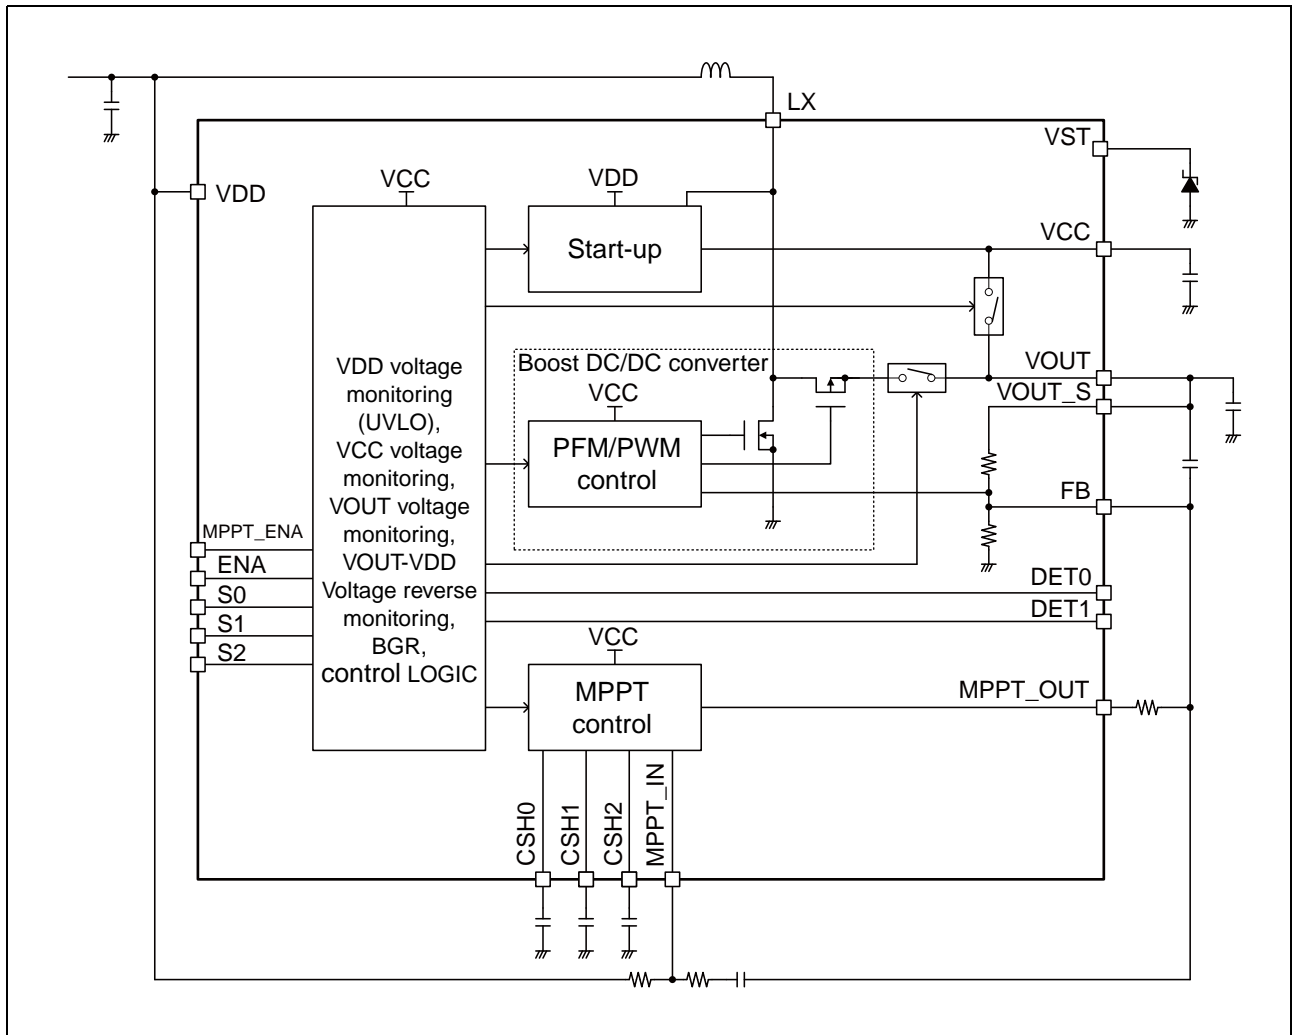 LX
VST
VDD
VCC
VDD
Start-up
VCC
Boost DC/DC converter
VOUT
VOUT_S
VCC
PFM/PWM
control
FB
VDD voltage
monitoring
(UVLO),
VCC voltage
monitoring,
VOUT voltage
monitoring,
VOUT-VDD
Voltage reverse
monitoring,
BGR,
control LOGIC
MPPT_ENA
ENA
S0
S1
S2
DET0
DET1
VCC
MPPT
control
MPPT_OUT
CSH0
CSH1
CSH2
MPPT_IN